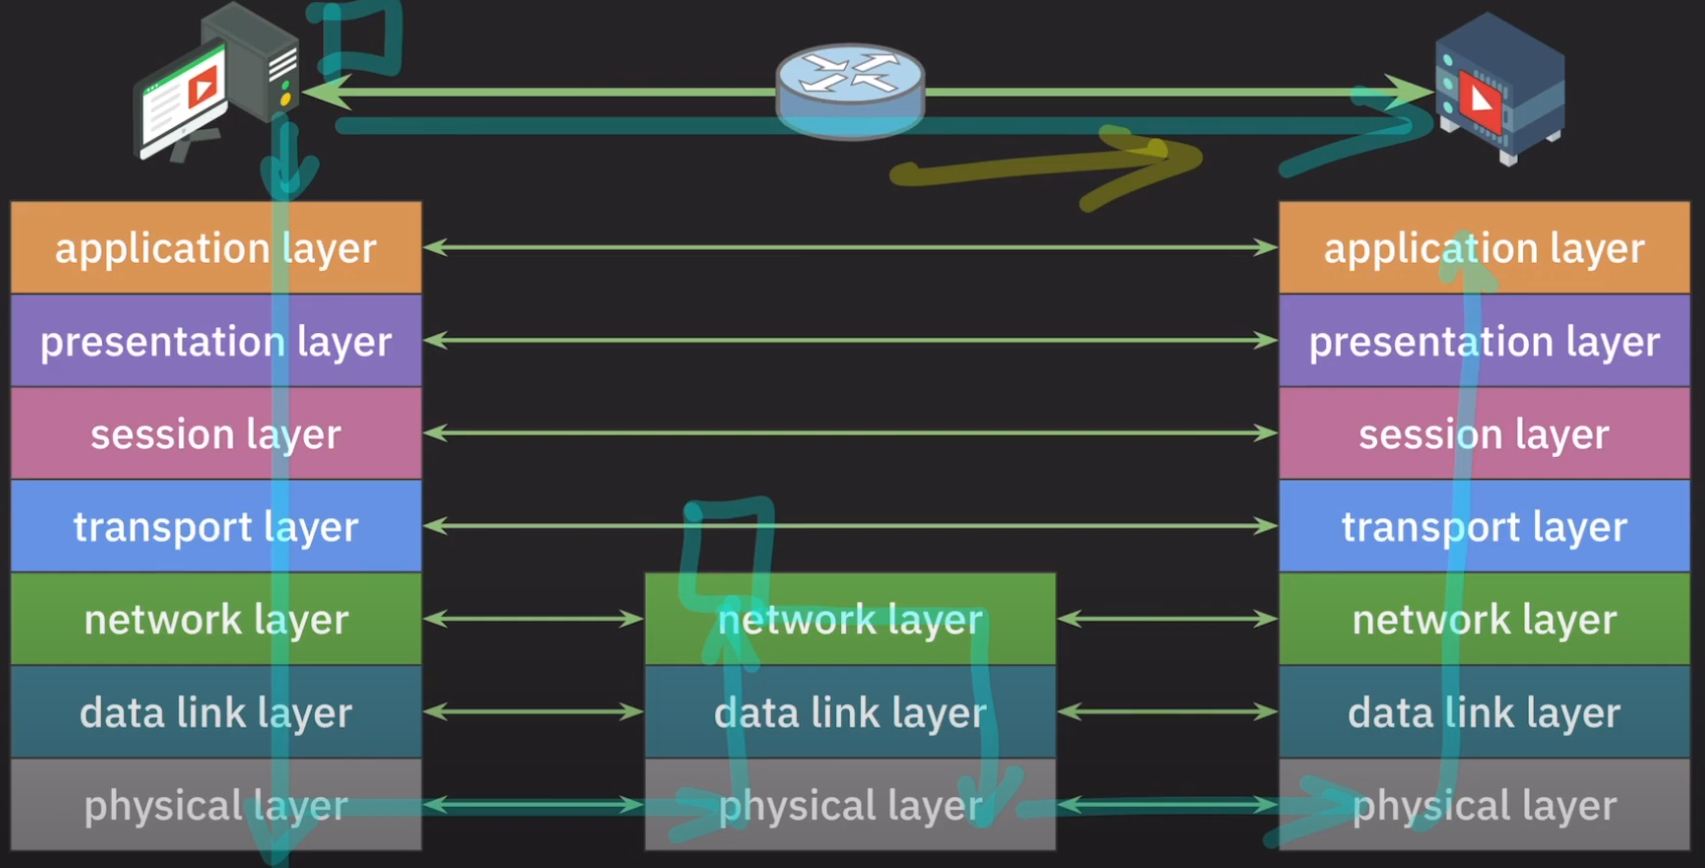 application layer
application layer
presentation layer
presentation layer
session layer
session layer
transport layer
transport layer
network layer
network layer
network layer
data link layer
data link layer
data link layer
physical layer
physical layer
physical layer